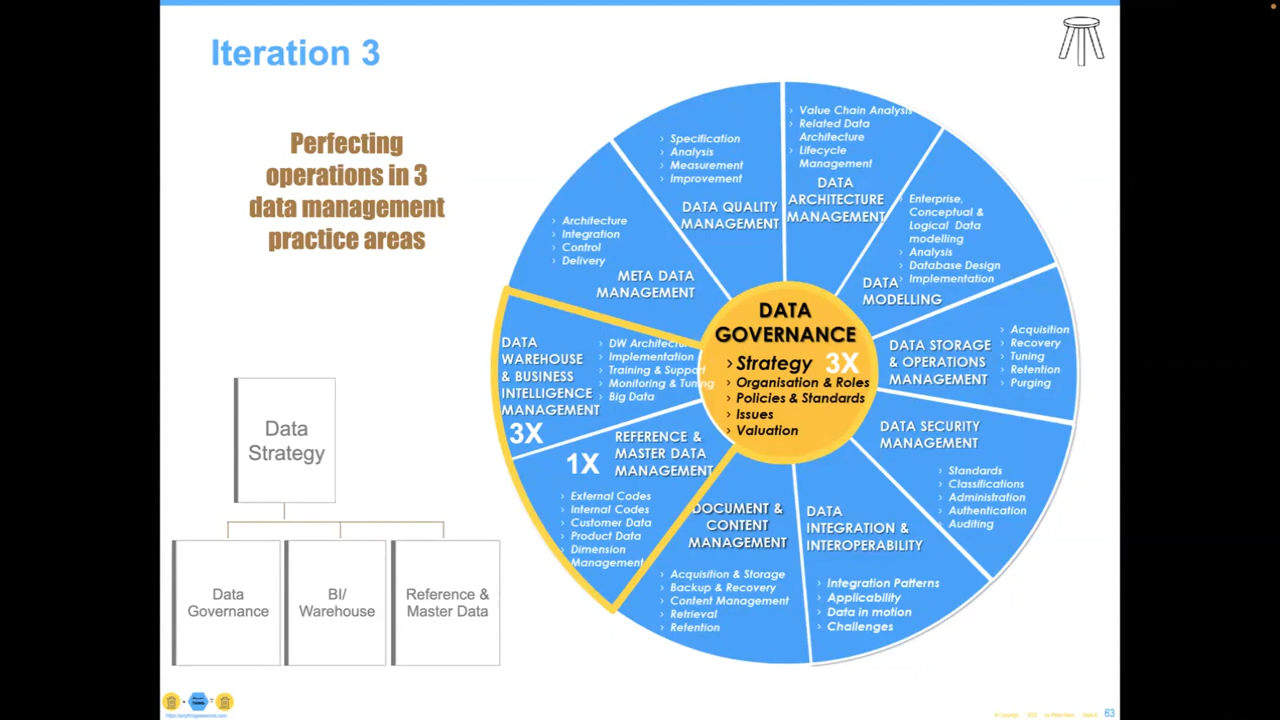 Iteration 3
Perfecting
operations in 3
data management
practice areas
Data
Strategy
Data
Governance
BI/
Warehouse
Reference &
Master Data
› Value Chain Analysis
› Related Data
Architecture
› Lifecycle
Management
DATA
ARCHITECTURE
MANAGEMENT
› Enterprise,
Conceptual &
Logical Data
modelling
› Analysis
› Database Design
› Implementation
DATA
MODELLING
DATA STORAGE
& OPERATIONS
MANAGEMENT
› Acquisition
› Recovery
› Tuning
› Retention
› Purging
DATA SECURITY
MANAGEMENT
› Standards
› Classifications
› Administration
› Authentication
› Auditing
DATA
INTEGRATION &
INTEROPERABILITY
› Integration Patterns
› Applicability
› Data in motion
› Challenges
DOCUMENT &
CONTENT
MANAGEMENT
› Acquisition & Storage
› Backup & Recovery
› Content Management
› Retrieval
› Retention
REFERENCE &
MASTER DATA
MANAGEMENT
1X
› External Codes
› Internal Codes
› Customer Data
› Product Data
› Dimension
Management
DATA
WAREHOUSE
& BUSINESS
INTELLIGENCE
MANAGEMENT
3X
› DW Architecture
› Implementation
› Training & Support
› Monitoring & Tuning
› Big Data
› Architecture
› Integration
› Control
› Delivery
META DATA
MANAGEMENT
› Specification
› Analysis
› Measurement
› Improvement
DATA QUALITY
MANAGEMENT
DATA
GOVERNANCE
› Strategy 3X
› Organisation & Roles
› Policies & Standards
› Issues
› Valuation
63